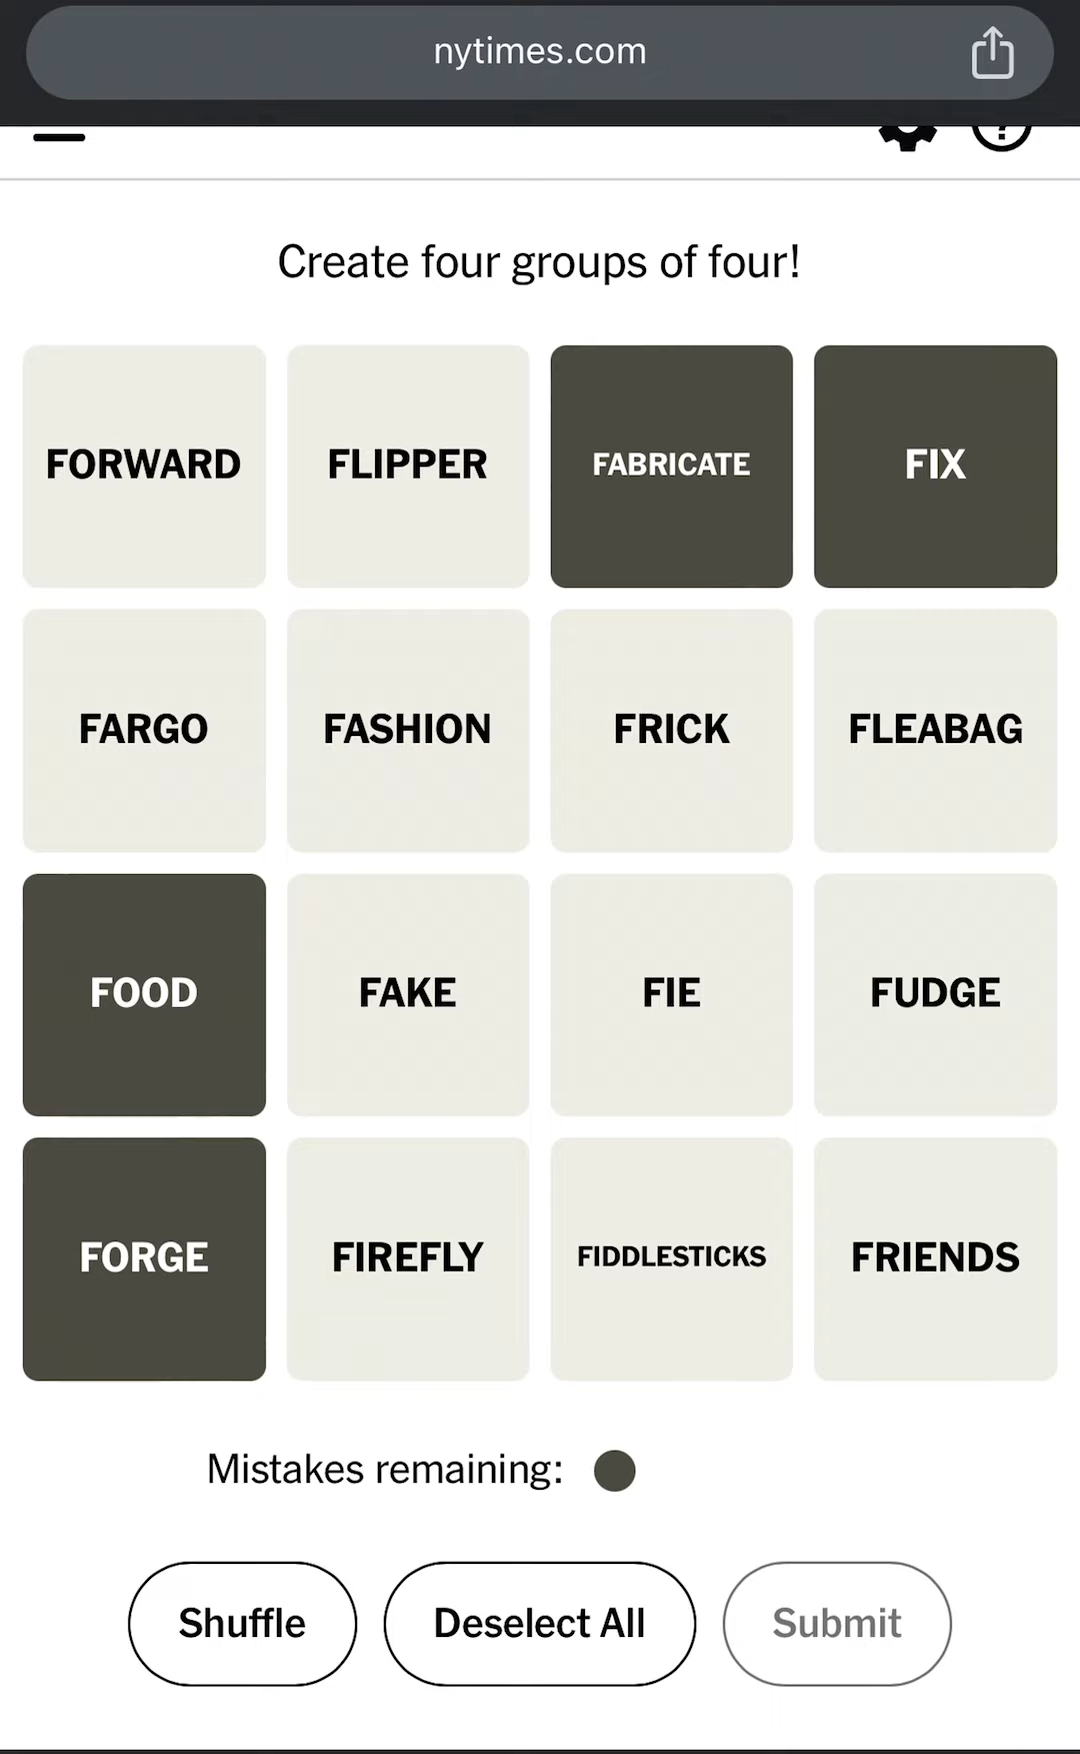 nytimes.com
Create four groups of four!
FORWARD FLIPPER FABRICATE FIX
FARGO FASHION FRICK FLEABAG
FOOD FAKE FIE FUDGE
FORGE FIREFLY FIDDLESTICKS FRIENDS
Mistakes remaining:
Shuffle Deselect All Submit